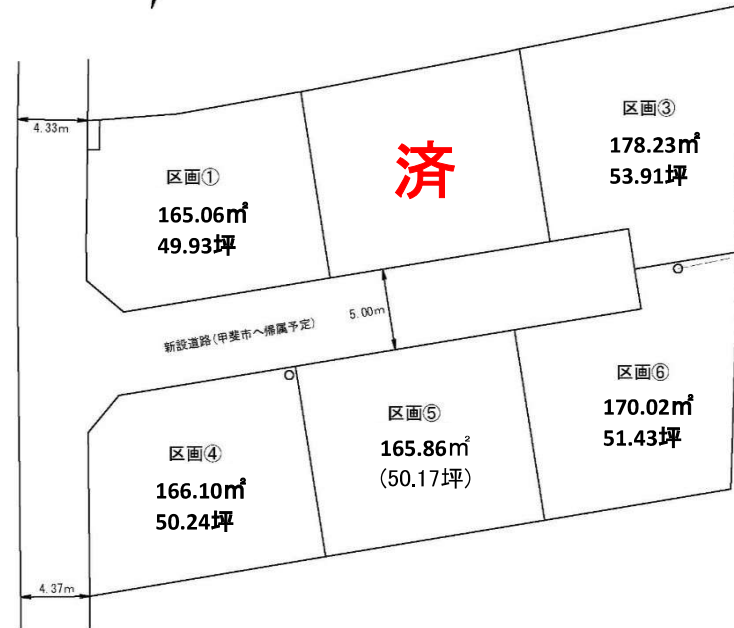 4.33m
区画①
165.06㎡
49.93坪
済
区画③
178.23㎡
53.91坪
新設道路(甲斐市へ帰属予定)
5.00m
区画④
166.10㎡
50.24坪
区画⑤
165.86㎡
(50.17坪)
区画⑥
170.02㎡
51.43坪
4.37m